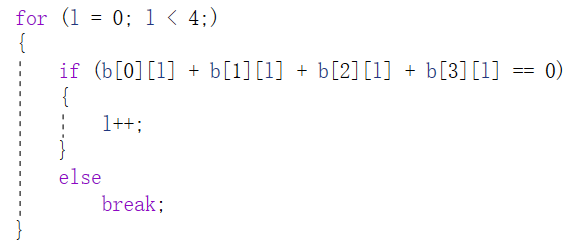 for (l = 0; l < 4;)
{
if (b[0][l] + b[1][l] + b[2][l] + b[3][l] == 0)
{
l++;
}
else
break;
}